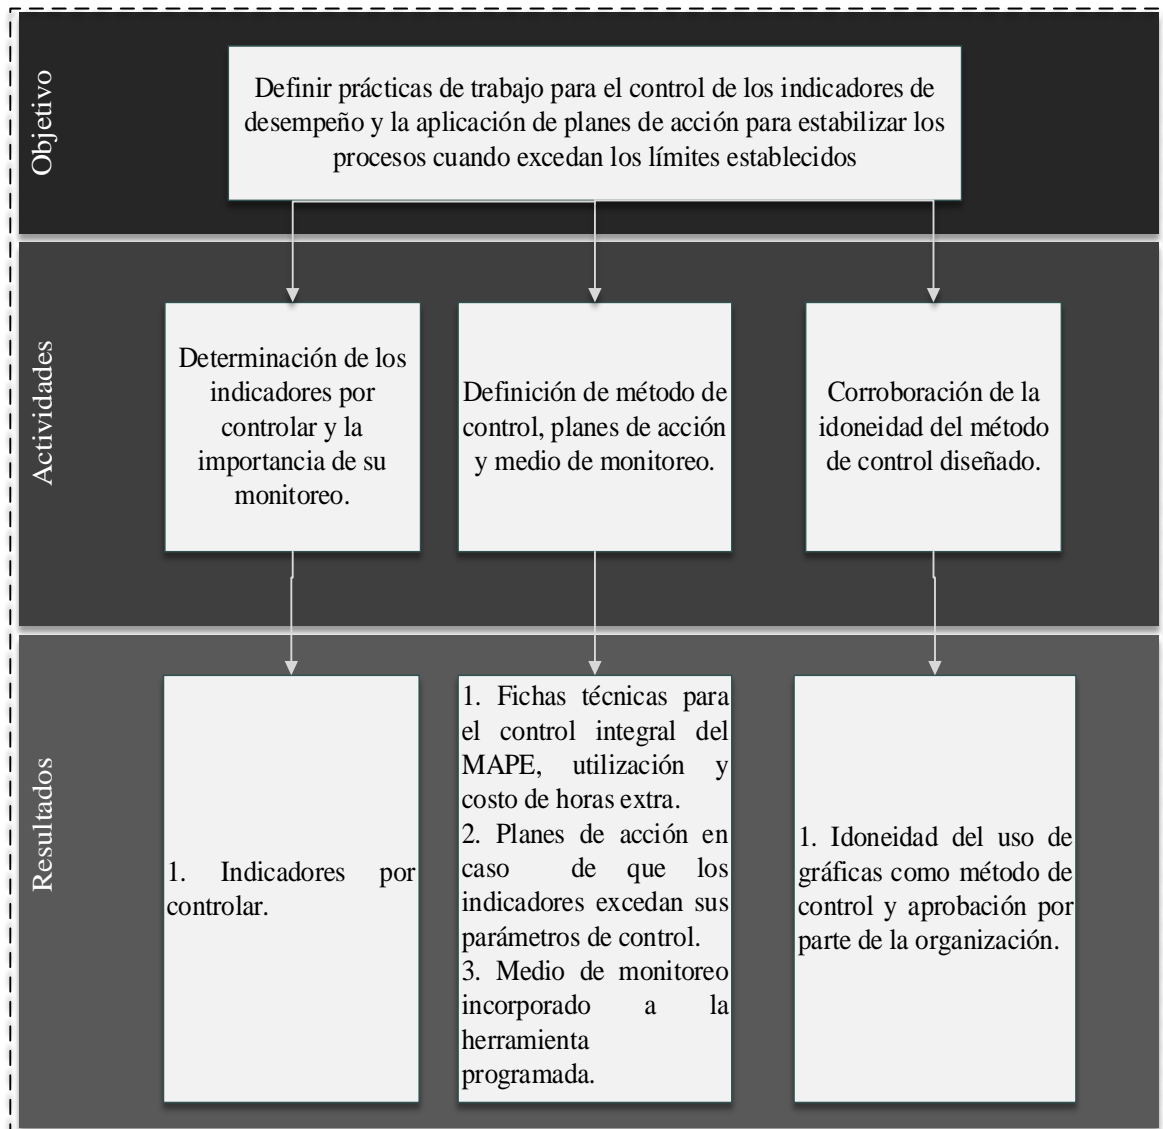 Objetivo
Definir prácticas de trabajo para el control de los indicadores de
desempeño y la aplicación de planes de acción para estabilizar los
procesos cuando excedan los límites establecidos
Actividades
Determinación de los
indicadores por
controlar y la
importancia de su
monitoreo.
Definición de método de
control, planes de acción
y medio de monitoreo.
Corroboración de la
idoneidad del método
de control diseñado.
Resultados
1. Indicadores por
controlar.
1. Fichas técnicas para
el control integral del
MAPE, utilización y
costo de horas extra.
2. Planes de acción en
caso de que los
indicadores excedan sus
parámetros de control.
3. Medio de monitoreo
incorporado a la
herramienta
programada.
1. Idoneidad del uso de
gráficas como método de
control y aprobación por
parte de la organización.